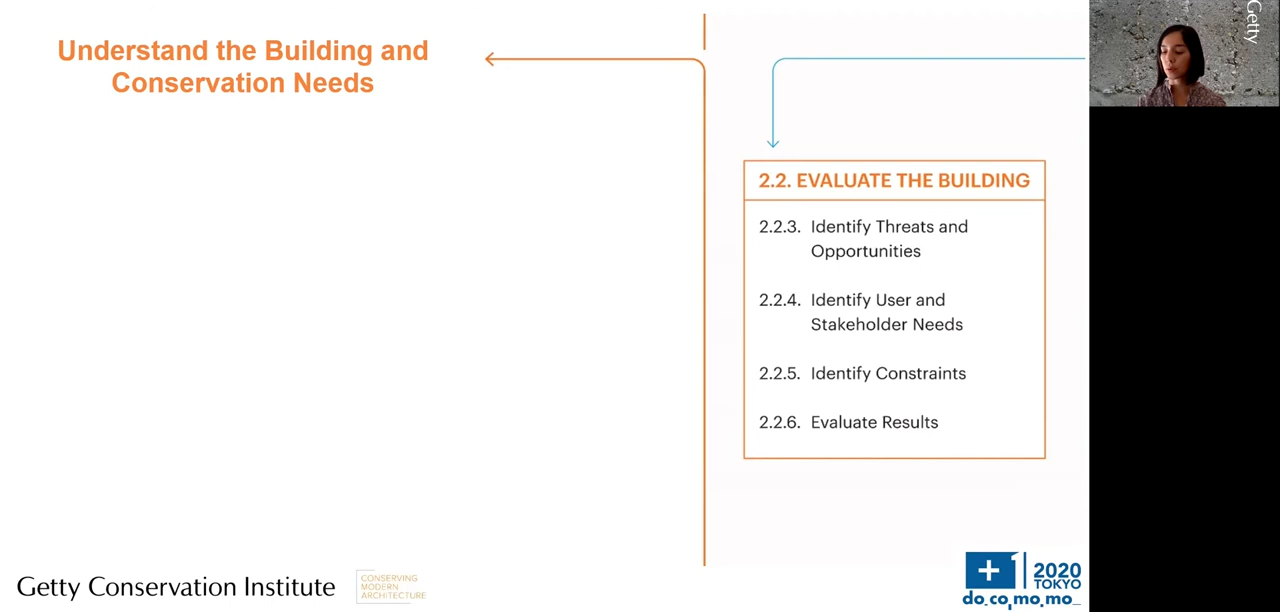 Understand the Building and
Conservation Needs
2.2. EVALUATE THE BUILDING
2.2.3. Identify Threats and
Opportunities
2.2.4. Identify User and
Stakeholder Needs
2.2.5. Identify Constraints
2.2.6. Evaluate Results
Getty Conservation Institute
CONSERVING
MODERN
ARCHITECTURE
+1 2020
TOKYO
do_co,mo,mo_
Getty